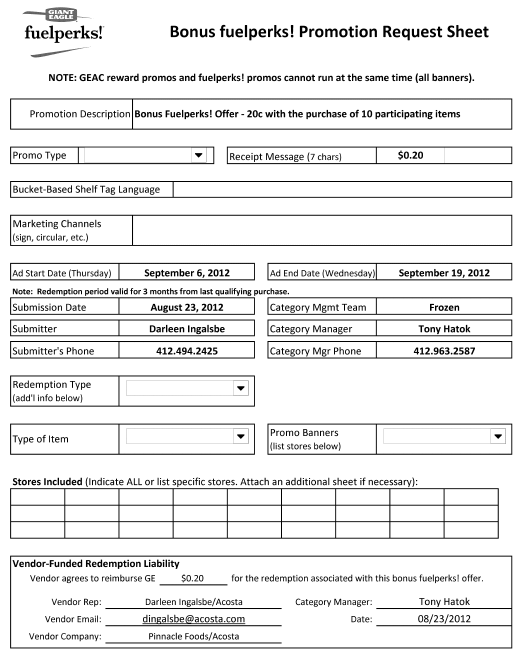 GIANT
EAGLE
fuelperks!
Bonus fuelperks! Promotion Request Sheet
NOTE: GEAC reward promos and fuelperks! promos cannot run at the same time (all banners).
Promotion Description Bonus Fuelperks! Offer - 20c with the purchase of 10 participating items
Promo Type Receipt Message (7 chars) $0.20
Bucket-Based Shelf Tag Language
Marketing Channels
(sign, circular, etc.)
Ad Start Date (Thursday) September 6, 2012 Ad End Date (Wednesday) September 19, 2012
Note: Redemption period valid for 3 months from last qualifying purchase.
Submission Date August 23, 2012 Category Mgmt Team Frozen
Submitter Darleen Ingalsbe Category Manager Tony Hatok
Submitter's Phone 412.494.2425 Category Mgr Phone 412.963.2587
Redemption Type
(add'l info below)
Type of Item Promo Banners
(list stores below)
Stores Included (Indicate ALL or list specific stores. Attach an additional sheet if necessary):
Vendor-Funded Redemption Liability
Vendor agrees to reimburse GE $0.20 for the redemption associated with this bonus fuelperks! offer.
Vendor Rep: Darleen Ingalsbe/Acosta Category Manager: Tony Hatok
Vendor Email: dingalsbe@acosta.com Date: 08/23/2012
Vendor Company: Pinnacle Foods/Acosta